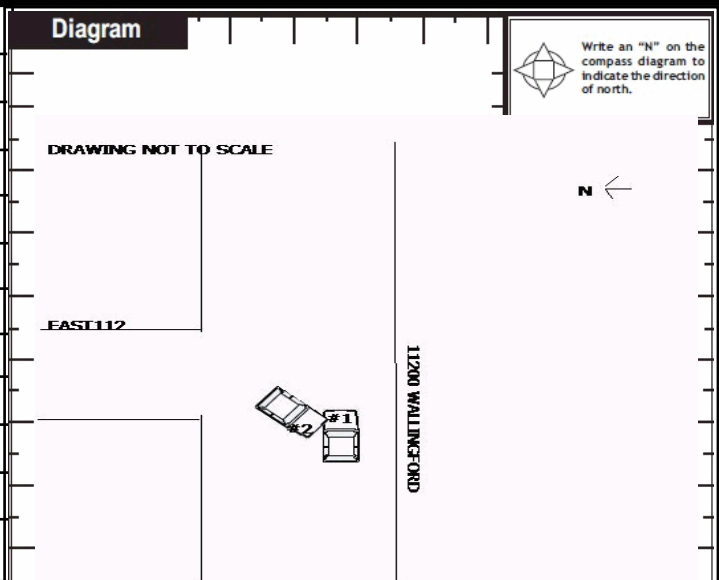 Diagram
Write an “N” on the
compass diagram to
indicate the direction
of north.
DRAWING NOT TO SCALE
N
EAST112
11200 WALLINGFORD
#1
#2